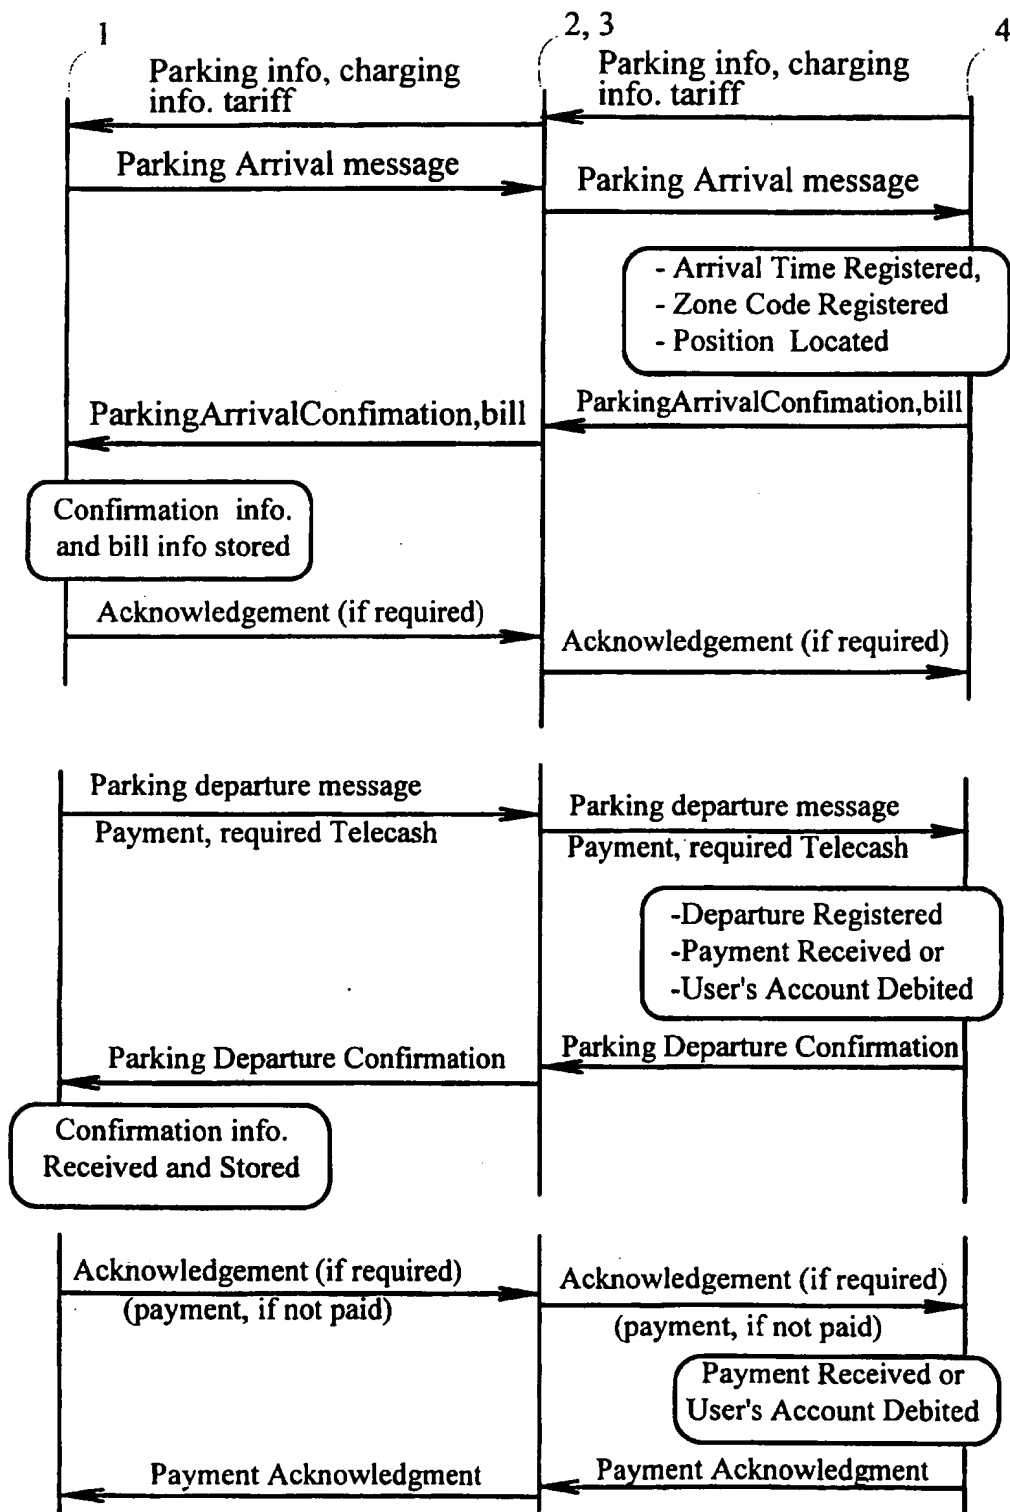 1
2, 3
4
Parking info, charging
info. tariff
Parking info, charging
info. tariff
Parking Arrival message
Parking Arrival message
- Arrival Time Registered,
- Zone Code Registered
- Position Located
ParkingArrivalConfimation,bill
ParkingArrivalConfimation,bill
Confirmation info.
and bill info stored
Acknowledgement (if required)
Acknowledgement (if required)
Parking departure message
Payment, required Telecash
Parking departure message
Payment, required Telecash
-Departure Registered
-Payment Received or
-User's Account Debited
Parking Departure Confirmation
Parking Departure Confirmation
Confirmation info.
Received and Stored
Acknowledgement (if required)
(payment, if not paid)
Acknowledgement (if required)
(payment, if not paid)
Payment Received or
User's Account Debited
Payment Acknowledgment
Payment Acknowledgment